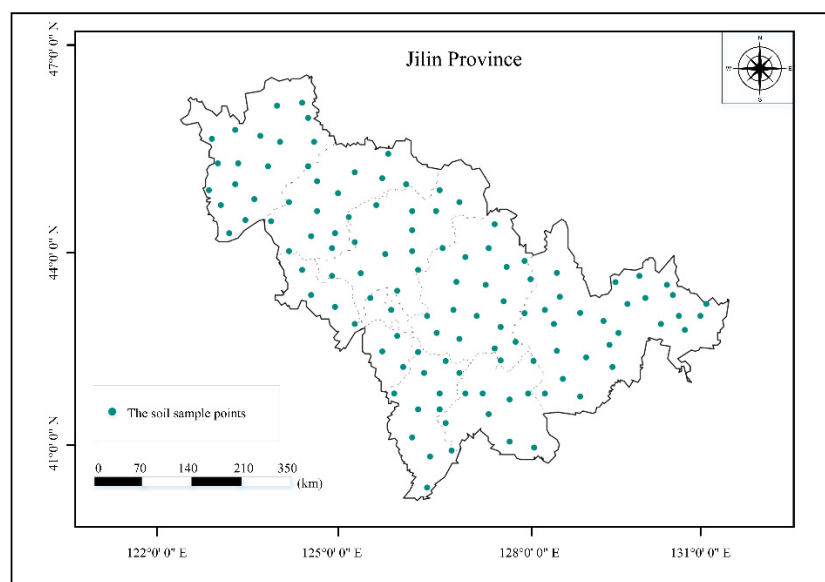 Jilin Province
N
W E
S
47°0' 0" N
44°0' 0" N
41°0' 0" N
The soil sample points
0 70 140 210 350
(km)
122°0' 0" E 125°0' 0" E 128°0' 0" E 131°0' 0" E